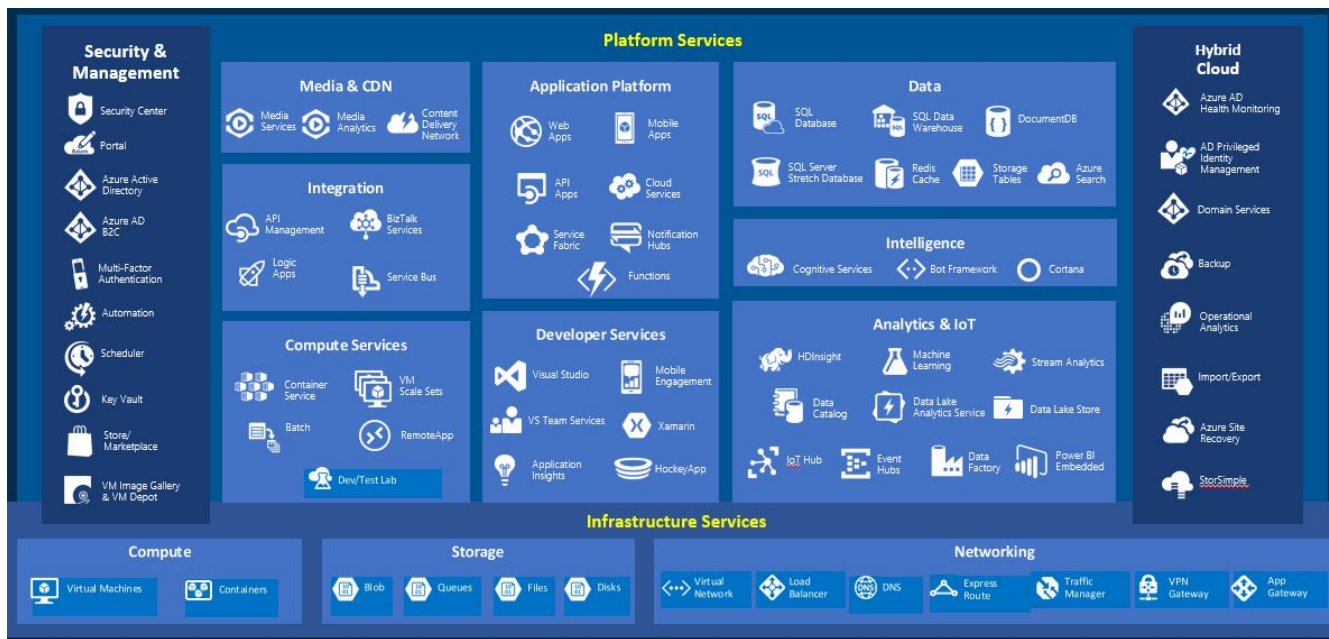 Platform Services
Security &
Management
Security Center
Portal
Azure
Azure Active
Directory
Azure AD
B2C
Multi-Factor
Authentication
Automation
Scheduler
Key Vault
Store/
Marketplace
VM Image Gallery
& VM Depot
Media & CDN
Media
Services
Media
Analytics
Content
Delivery
Network
Integration
API
Management
BizTalk
Services
Logic
Apps
Service Bus
Compute Services
Container
Service
VM
Scale Sets
Batch
RemoteApp
Dev/Test Lab
Application Platform
Web
Apps
Mobile
Apps
API
Apps
Cloud
Services
Service
Fabric
Notification
Hubs
Functions
Developer Services
Visual Studio
Mobile
Engagement
VS Team Services
Xamarin
Application
Insights
HockeyApp
Data
SQL
SQL
Database
SQL
SQL Data
Warehouse
DocumentDB
SQL
SQL Server
Stretch Database
Redis
Cache
Storage
Tables
Azure
Search
Intelligence
Cognitive Services
Bot Framework
Cortana
Analytics & IoT
HDInsight
Machine
Learning
Stream Analytics
Data
Catalog
Data Lake
Analytics Service
Data Lake Store
IoT Hub
Event
Hubs
Data
Factory
Power BI
Embedded
Hybrid
Cloud
Azure AD
Health Monitoring
AD Privileged
Identity
Management
Domain Services
Backup
Operational
Analytics
Import/Export
Azure Site
Recovery
StorSimple
Infrastructure Services
Compute
Virtual Machines
Containers
Storage
Blob
Queues
Files
Disks
Networking
Virtual
Network
Load
Balancer
DNS
DNS
Express
Route
Traffic
Manager
VPN
Gateway
App
Gateway